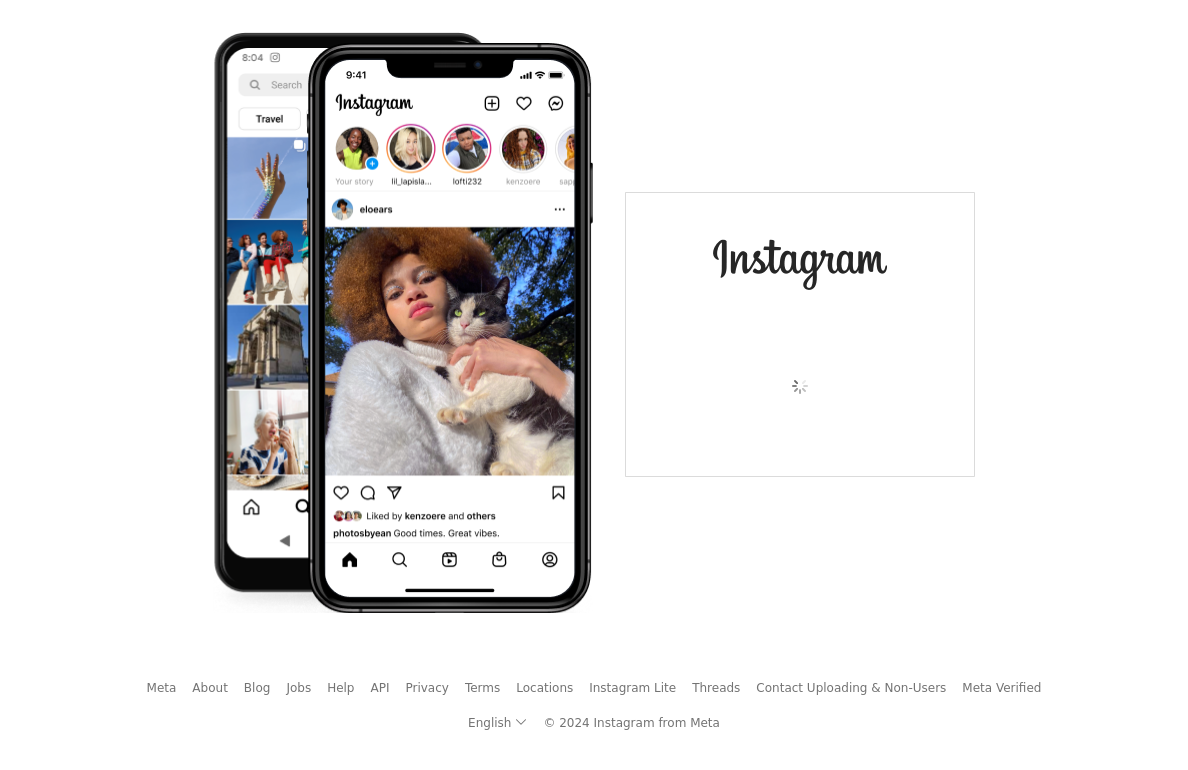 8:04
Search
Travel
9:41
Instagram
Your story lil_lapisla... lofti232 kenzoere sapp
eloears
Liked by kenzoere and others
photosbyean Good times. Great vibes.
Instagram
Meta About Blog Jobs Help API Privacy Terms Locations Instagram Lite Threads Contact Uploading & Non-Users Meta Verified
English © 2024 Instagram from Meta